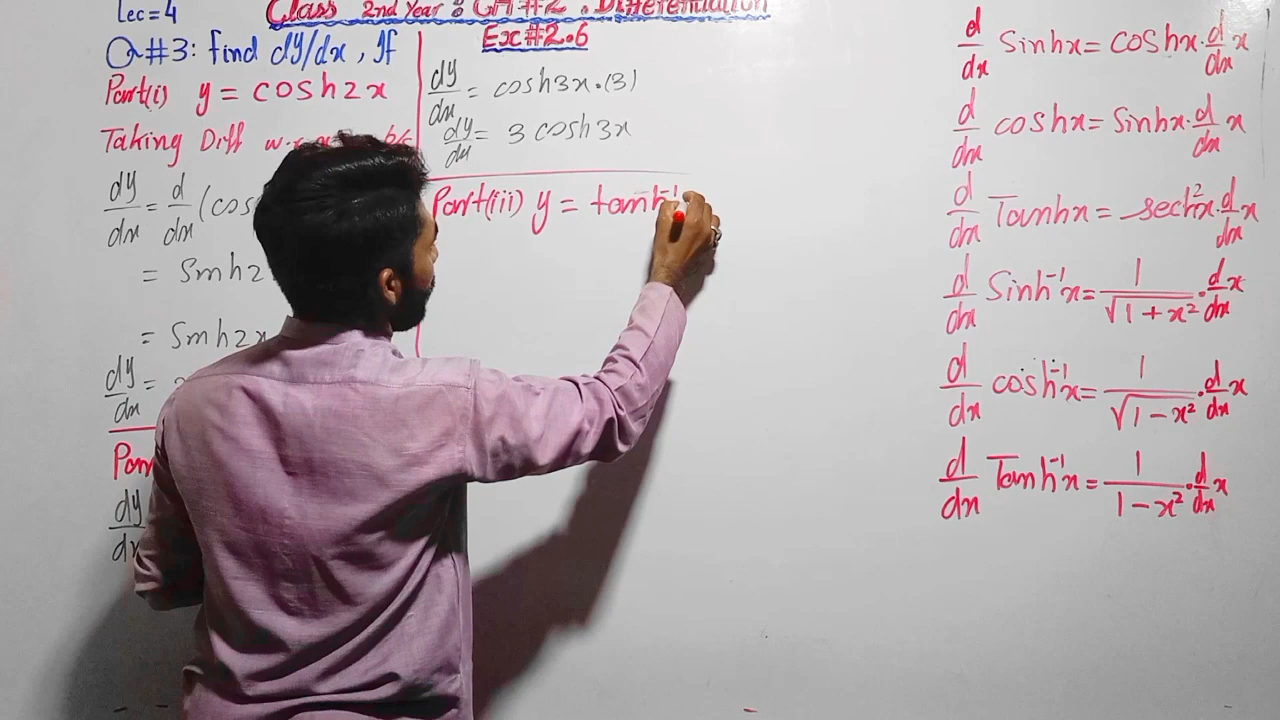 Lec=4
Class 2nd Year: CH#2. Differentiation
Ex#2.6
Q#3: find dy/dx, If
Part(i) y = cosh2x
Taking Diff w.r.
dy/dx = d/dx (cos
= Sinh2
= Sinh2x
dy/dx =
dy/dx
dy/dx = cosh3x.(3)
dy/dx = 3 cosh3x
Part(iii) y = tanh⁻¹
d/dx Sinhx = coshx.d/dx x
d/dx coshx = Sinhx.d/dx x
d/dx Tanhx = sech²x.d/dx x
d/dx Sinh⁻¹x = 1/√(1+x²) . d/dx x
d/dx cosh⁻¹x = 1/√(1-x²) . d/dx x
d/dx Tanh⁻¹x = 1/(1-x²) . d/dx x